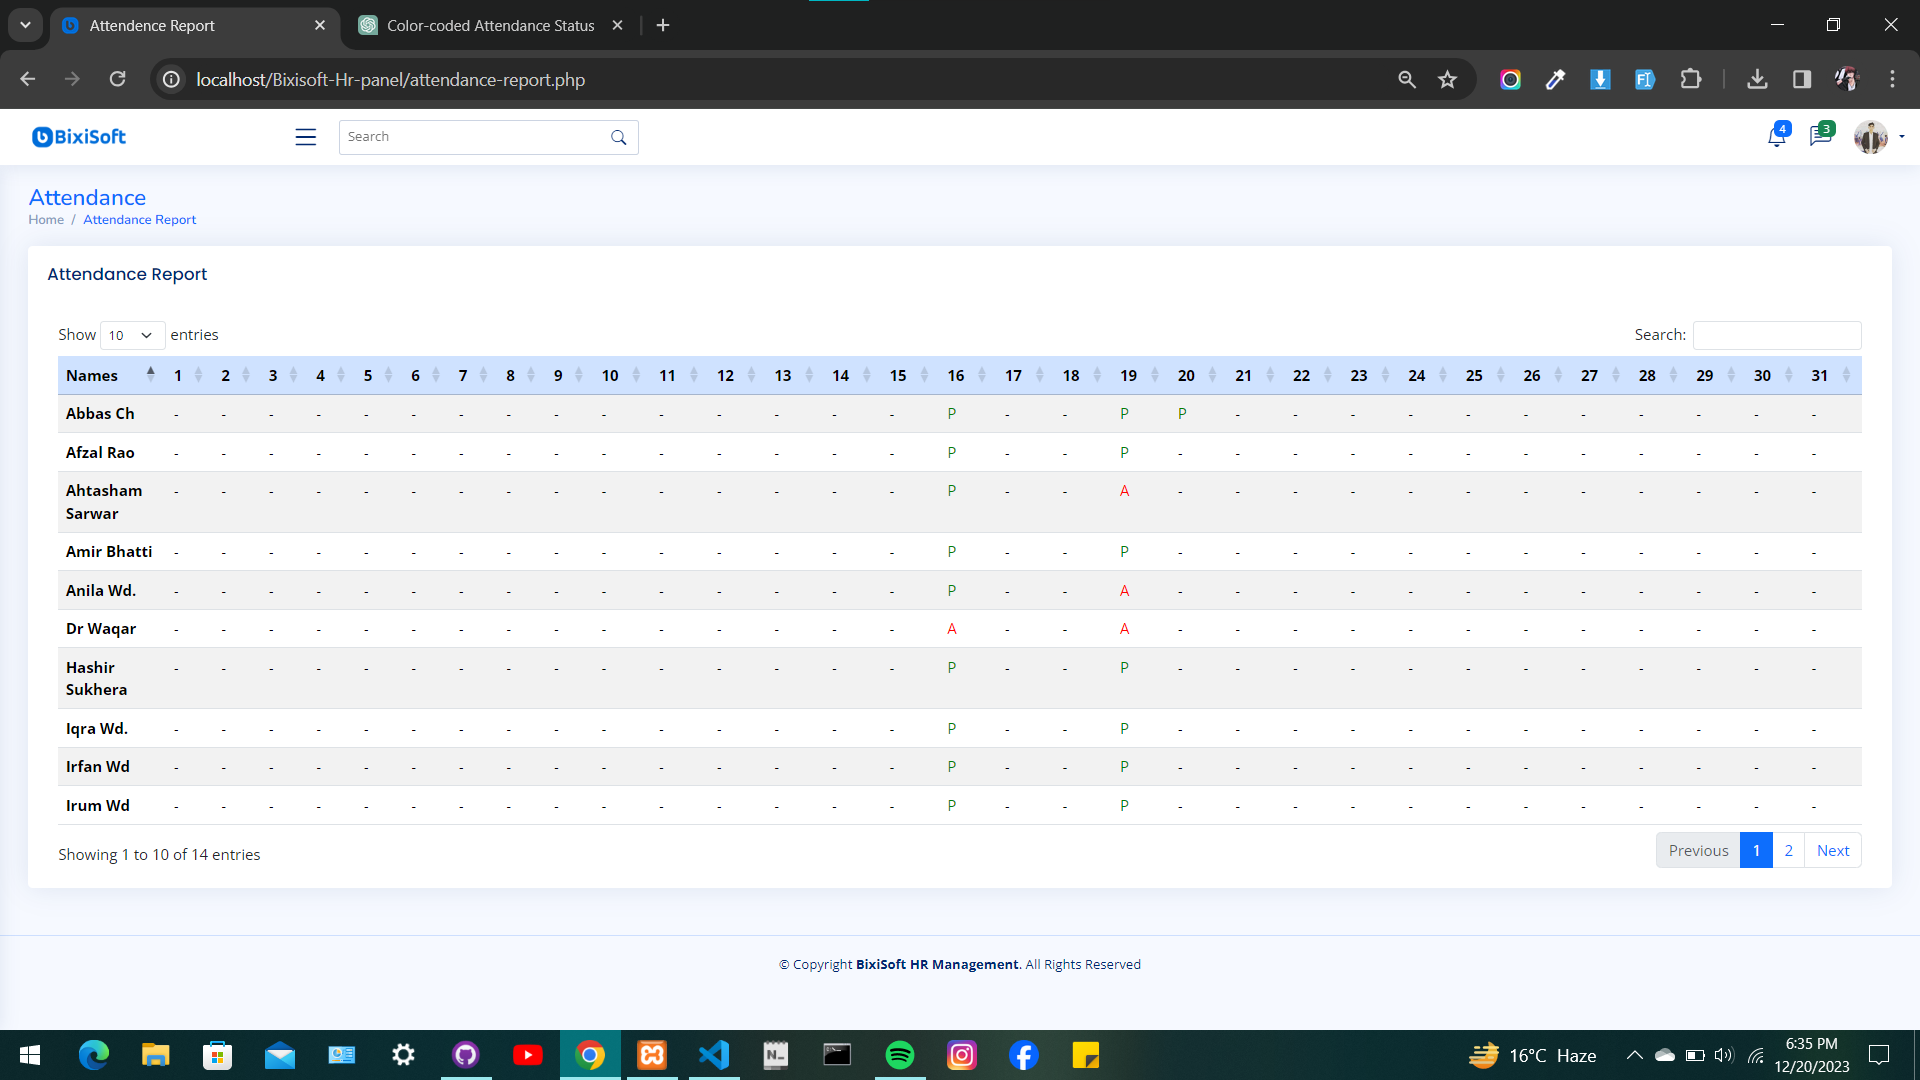 Attendence Report
Color-coded Attendance Status
localhost/Bixisoft-Hr-panel/attendance-report.php
BixiSoft
Search
4
3
Attendance
Home / Attendance Report
Attendance Report
Show 10 entries
Search:
Names 1 2 3 4 5 6 7 8 9 10 11 12 13 14 15 16 17 18 19 20 21 22 23 24 25 26 27 28 29 30 31
Abbas Ch - - - - - - - - - - - - - - - P - - P P - - - - - - - - - - -
Afzal Rao - - - - - - - - - - - - - - - P - - P - - - - - - - - - - - -
Ahtasham - - - - - - - - - - - - - - - P - - A - - - - - - - - - - - -
Sarwar
Amir Bhatti - - - - - - - - - - - - - - - P - - P - - - - - - - - - - - -
Anila Wd. - - - - - - - - - - - - - - - P - - A - - - - - - - - - - - -
Dr Waqar - - - - - - - - - - - - - - - A - - A - - - - - - - - - - - -
Hashir - - - - - - - - - - - - - - - P - - P - - - - - - - - - - - -
Sukhera
Iqra Wd. - - - - - - - - - - - - - - - P - - P - - - - - - - - - - - -
Irfan Wd - - - - - - - - - - - - - - - P - - P - - - - - - - - - - - -
Irum Wd - - - - - - - - - - - - - - - P - - P - - - - - - - - - - - -
Showing 1 to 10 of 14 entries
Previous 1 2 Next
© Copyright BixiSoft HR Management. All Rights Reserved
16°C Haze
6:35 PM
12/20/2023